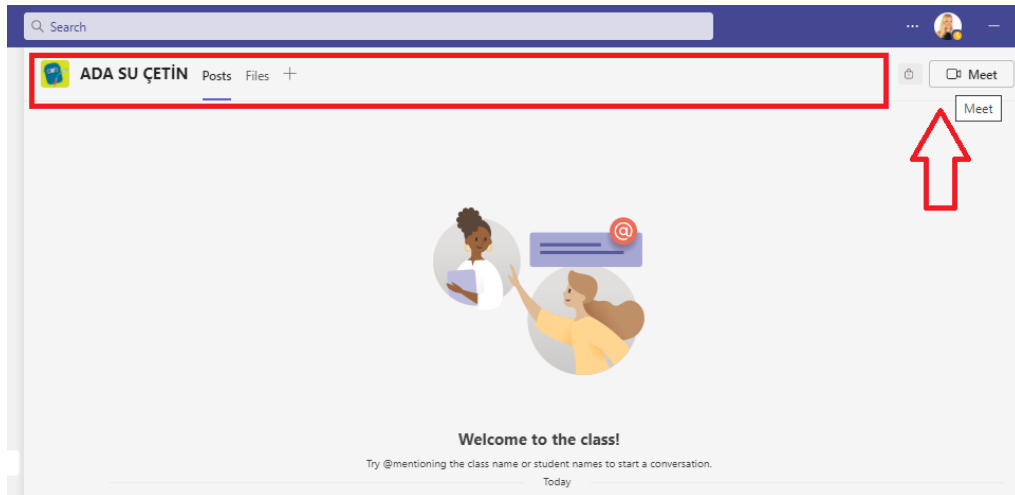 Search
ADA SU ÇETİN Posts Files
Meet
Meet
@
Welcome to the class!
Try @mentioning the class name or student names to start a conversation.
Today